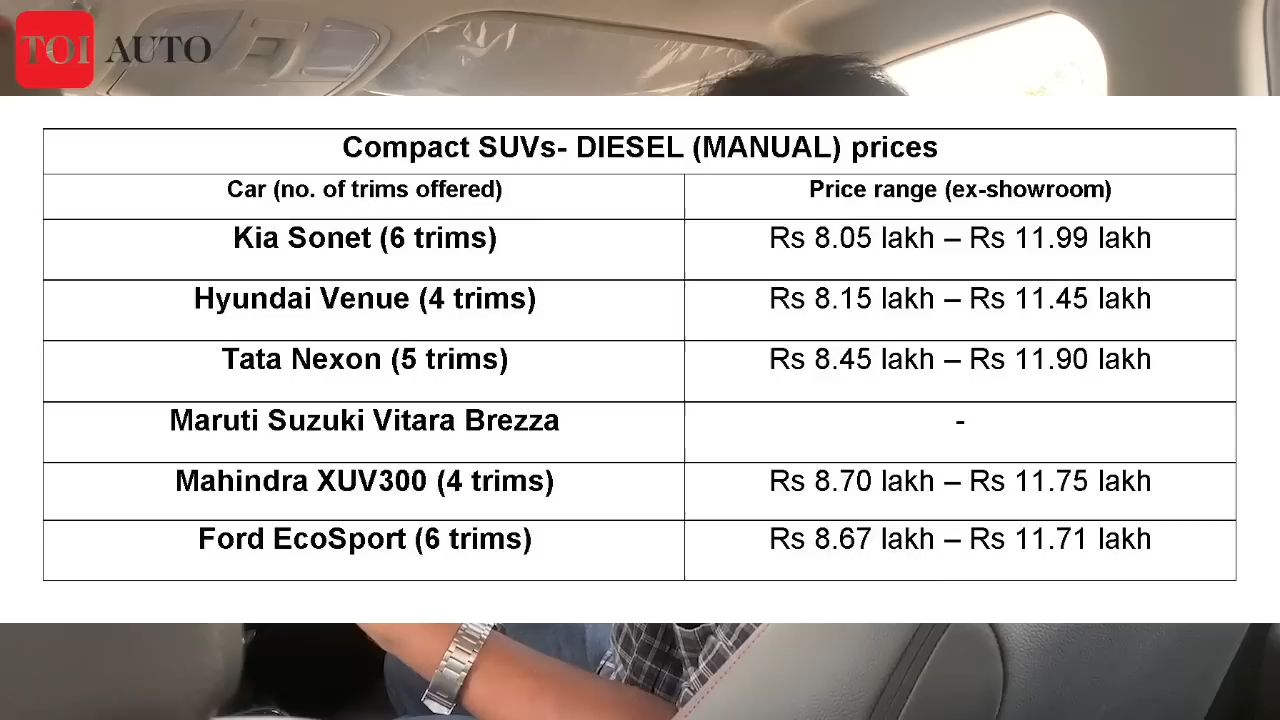 TOI AUTO
Compact SUVs- DIESEL (MANUAL) prices
Car (no. of trims offered) Price range (ex-showroom)
Kia Sonet (6 trims) Rs 8.05 lakh – Rs 11.99 lakh
Hyundai Venue (4 trims) Rs 8.15 lakh – Rs 11.45 lakh
Tata Nexon (5 trims) Rs 8.45 lakh – Rs 11.90 lakh
Maruti Suzuki Vitara Brezza -
Mahindra XUV300 (4 trims) Rs 8.70 lakh – Rs 11.75 lakh
Ford EcoSport (6 trims) Rs 8.67 lakh – Rs 11.71 lakh